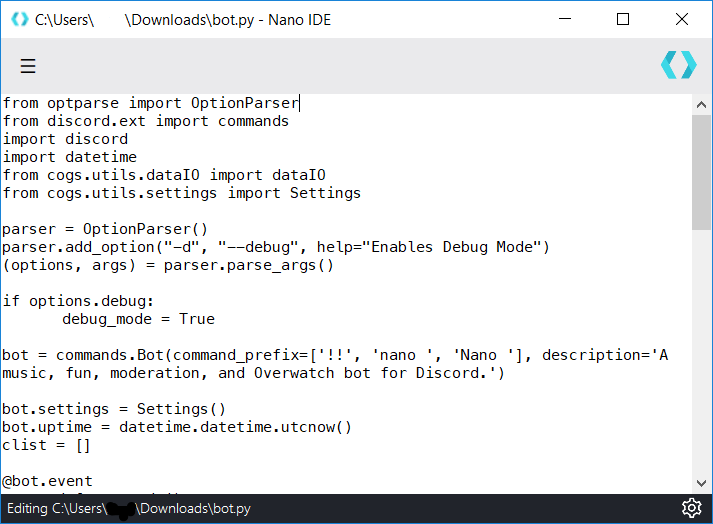 C:\Users\ \Downloads\bot.py - Nano IDE
from optparse import OptionParser
from discord.ext import commands
import discord
import datetime
from cogs.utils.dataIO import dataIO
from cogs.utils.settings import Settings
parser = OptionParser()
parser.add_option("-d", "--debug", help="Enables Debug Mode")
(options, args) = parser.parse_args()
if options.debug:
debug_mode = True
bot = commands.Bot(command_prefix=['!!', 'nano ', 'Nano '], description='A
music, fun, moderation, and Overwatch bot for Discord.')
bot.settings = Settings()
bot.uptime = datetime.datetime.utcnow()
clist = []
@bot.event
Editing C:\Users\ \Downloads\bot.py